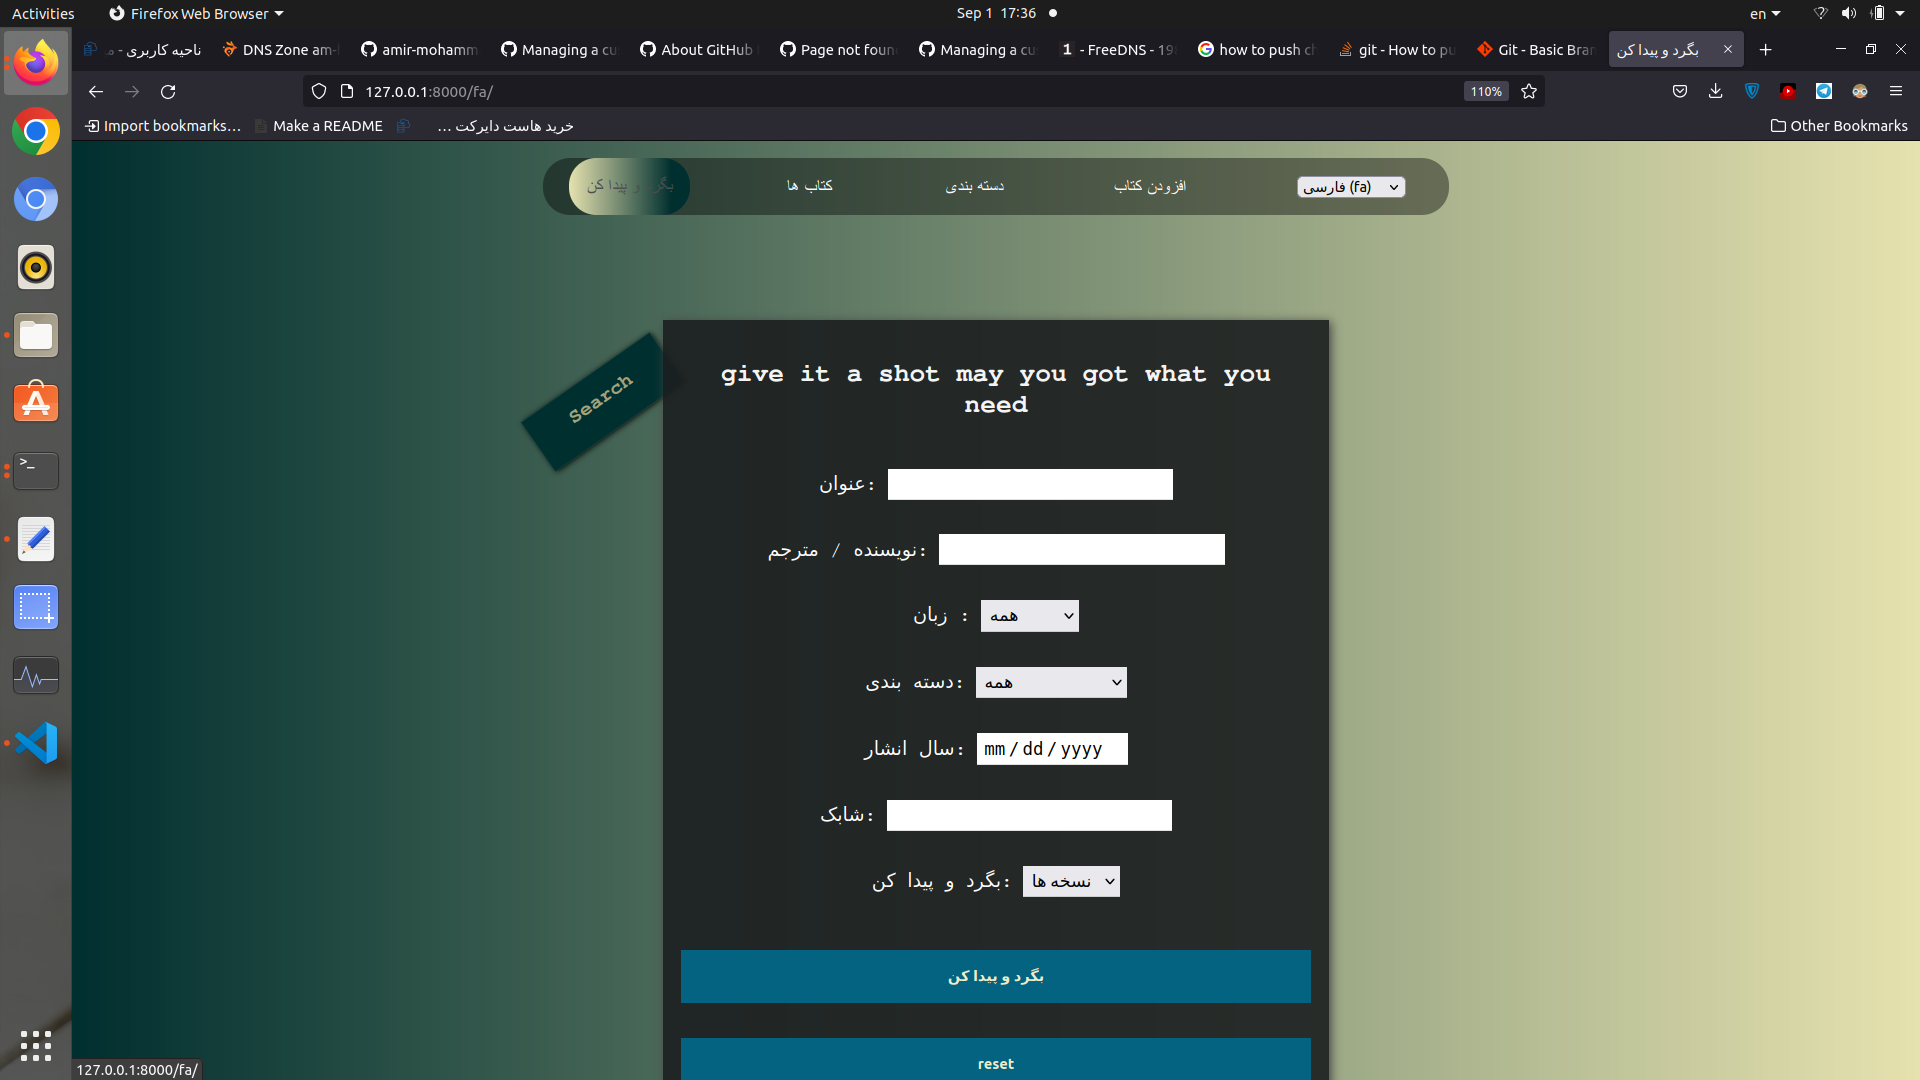 Activities
Firefox Web Browser
Sep 1 17:36
en
ناحیه کاربری - م
DNS Zone am-
amir-mohamm
Managing a cu
About GitHub
Page not foun
Managing a cu
1 - FreeDNS - 19
how to push ch
git - How to pu
Git - Basic Bran
بگرد و پیدا کن
127.0.0.1:8000/fa/
110%
Import bookmarks...
Make a README
خرید هاست دایرکت ...
Other Bookmarks
بگرد و پیدا کن
کتاب ها
دسته بندی
افزودن کتاب
فارسی (fa)
Search
give it a shot may you got what you
need
عنوان:
نویسنده / مترجم:
زبان : همه
دسته بندی: همه
سال انشار: mm / dd / yyyy
شابک:
بگرد و پیدا کن: نسخه ها
بگرد و پیدا کن
reset
127.0.0.1:8000/fa/